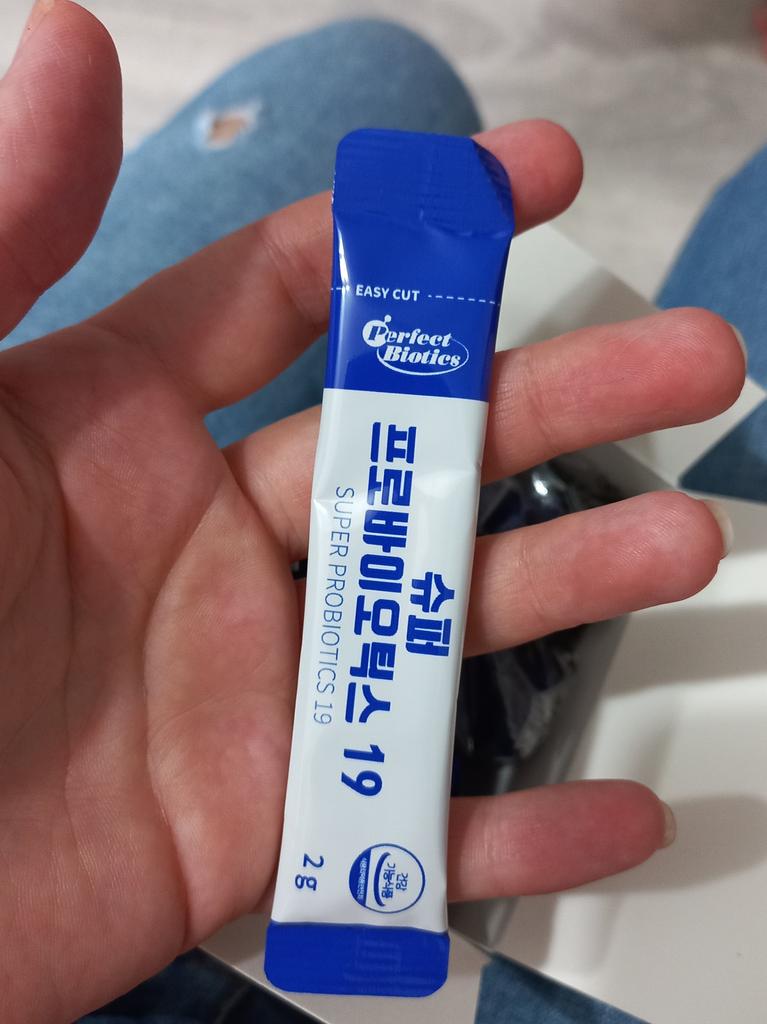 EASY CUT
Perfect
Biotics
슈퍼
프로바이오틱스 19
SUPER PROBIOTICS 19
2g
건강
기능식품